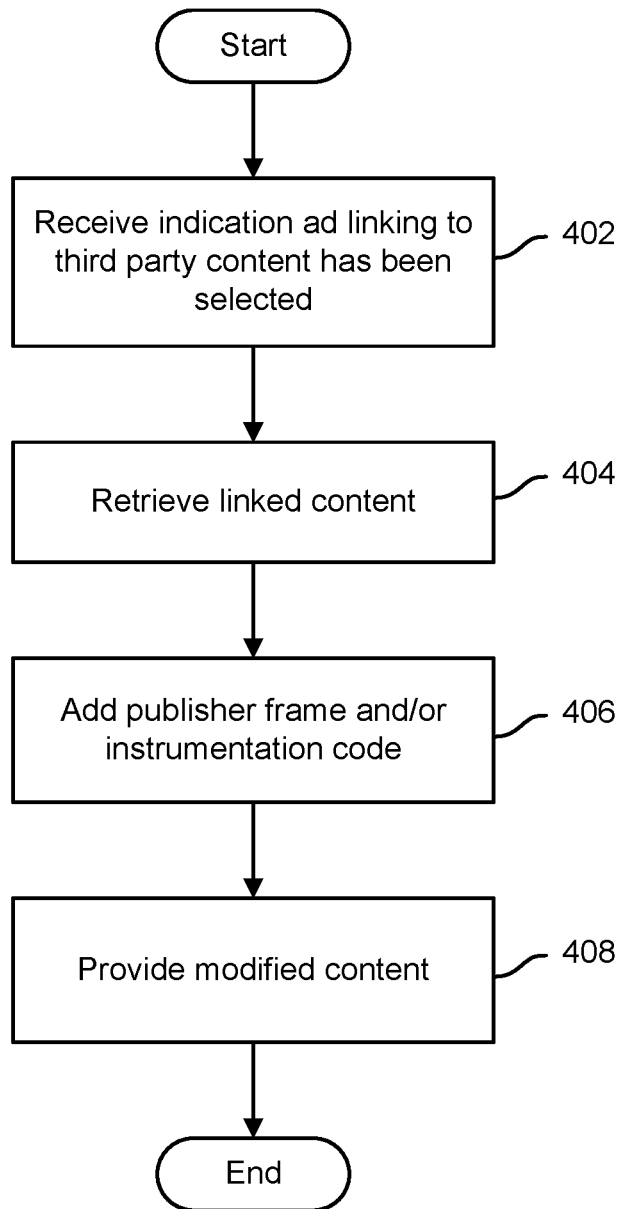 Start
Receive indication ad linking to
third party content has been
selected
402
Retrieve linked content
404
Add publisher frame and/or
instrumentation code
406
Provide modified content
408
End